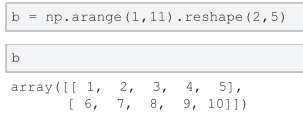 b = np.arange(1,11).reshape(2,5)
b
array([[ 1,  2,  3,  4,  5],
       [ 6,  7,  8,  9, 10]])